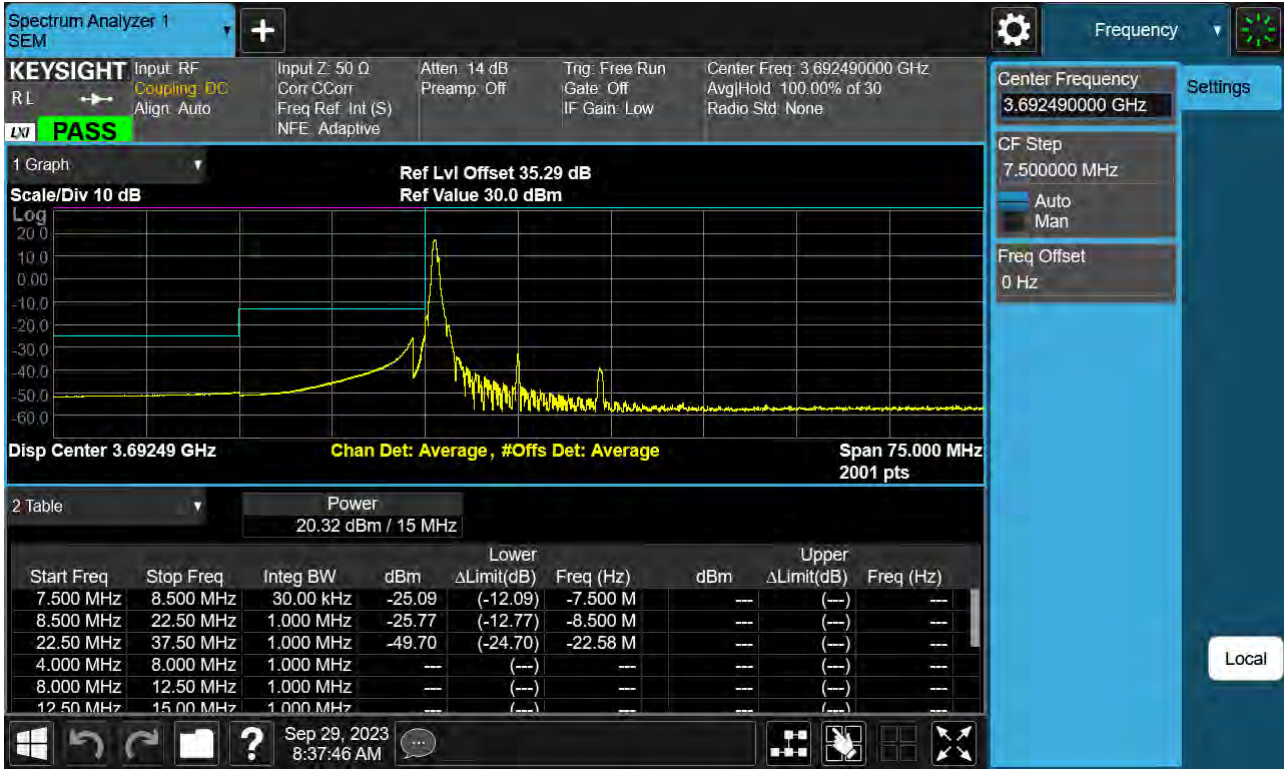 Spectrum Analyzer 1
SEM
Frequency
KEYSIGHT
R L
LXI
PASS
Input: RF
Coupling: DC
Align: Auto
Input Z: 50 Ω
Corr CCorr
Freq Ref: Int (S)
NFE: Adaptive
Atten: 14 dB
Preamp: Off
Trig: Free Run
Gate: Off
IF Gain: Low
Center Freq: 3.692490000 GHz
Avg|Hold: 100.00% of 30
Radio Std: None
Center Frequency
3.692490000 GHz
Settings
CF Step
7.500000 MHz
Auto
Man
Freq Offset
0 Hz
Local
1 Graph
Scale/Div 10 dB
Ref Lvl Offset 35.29 dB
Ref Value 30.0 dBm
Log
20.0
10.0
0.00
-10.0
-20.0
-30.0
-40.0
-50.0
-60.0
Disp Center 3.69249 GHz
Chan Det: Average, #Offs Det: Average
Span 75.000 MHz
2001 pts
2 Table
Power
20.32 dBm / 15 MHz
Lower Upper
Start Freq Stop Freq Integ BW dBm ΔLimit(dB) Freq (Hz) dBm ΔLimit(dB) Freq (Hz)
7.500 MHz 8.500 MHz 30.00 kHz -25.09 (-12.09) -7.500 M --- (---) ---
8.500 MHz 22.50 MHz 1.000 MHz -25.77 (-12.77) -8.500 M --- (---) ---
22.50 MHz 37.50 MHz 1.000 MHz -49.70 (-24.70) -22.58 M --- (---) ---
4.000 MHz 8.000 MHz 1.000 MHz --- (---) --- --- (---) ---
8.000 MHz 12.50 MHz 1.000 MHz --- (---) --- --- (---) ---
12.50 MHz 15.00 MHz 1.000 MHz --- (---) --- --- (---) ---
Sep 29, 2023
8:37:46 AM